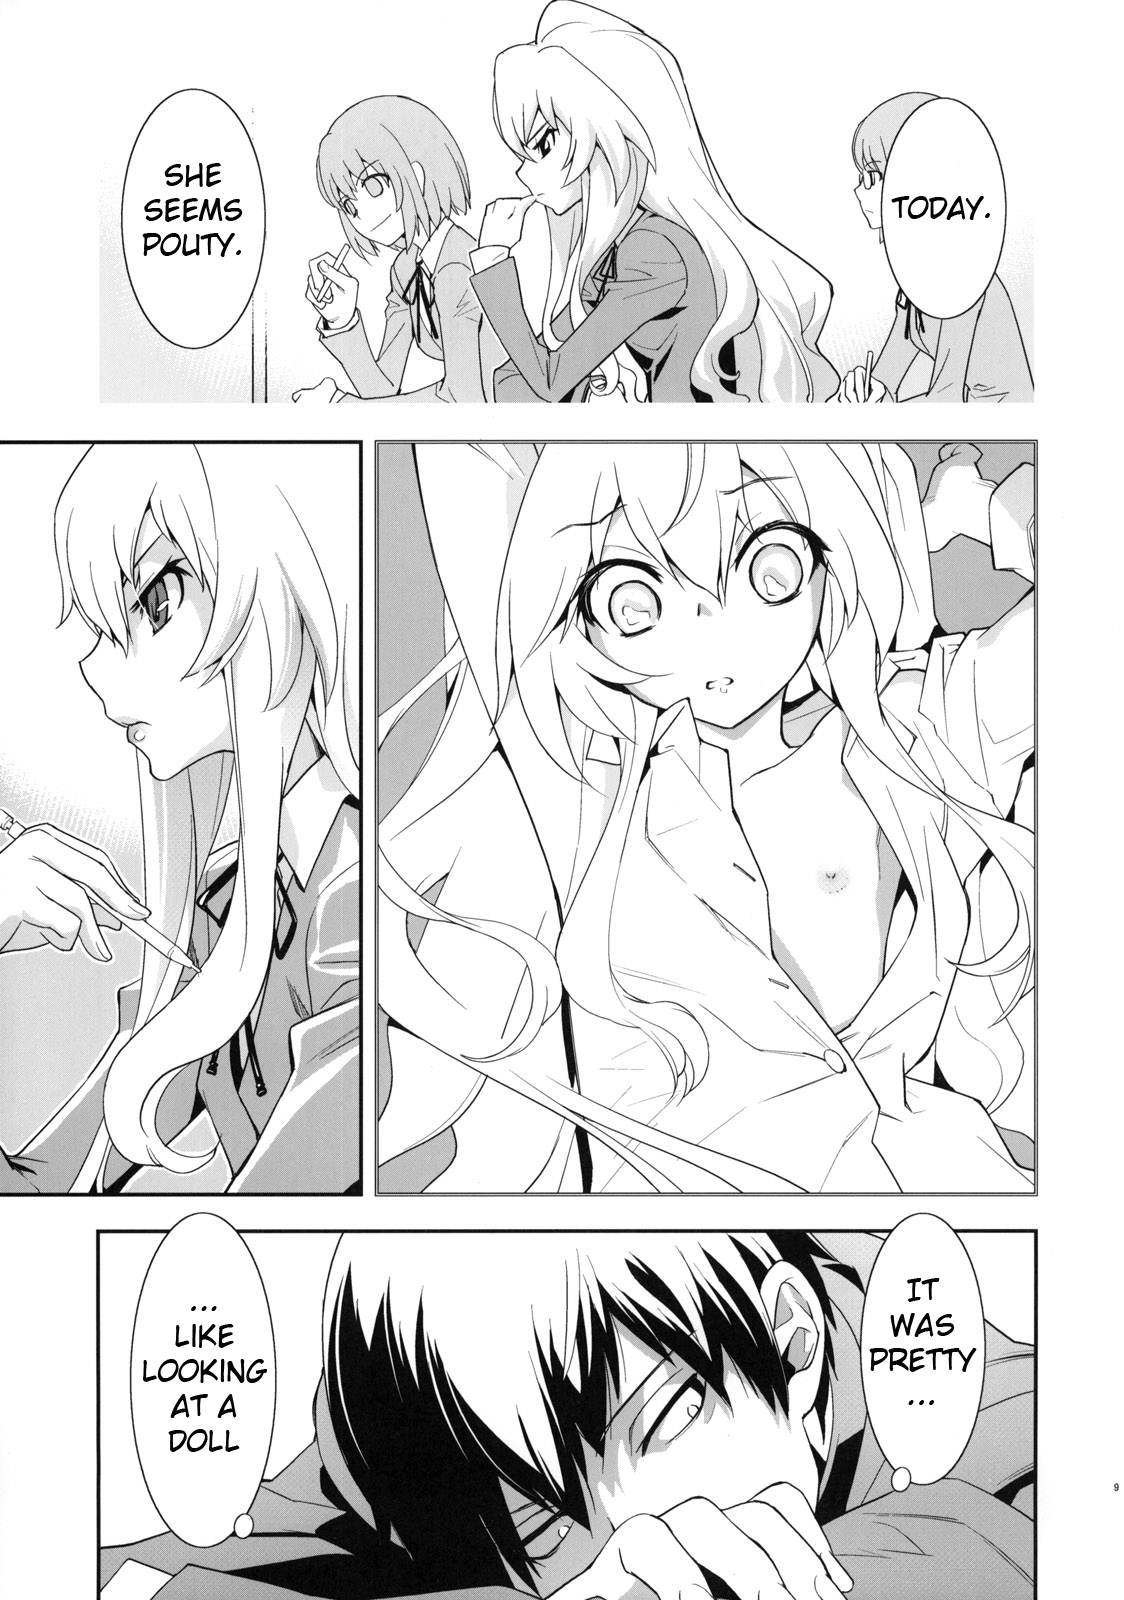 TODAY.
SHE
SEEMS
POUTY.
IT
WAS
PRETTY
...
...
LIKE
LOOKING
AT A
DOLL
9